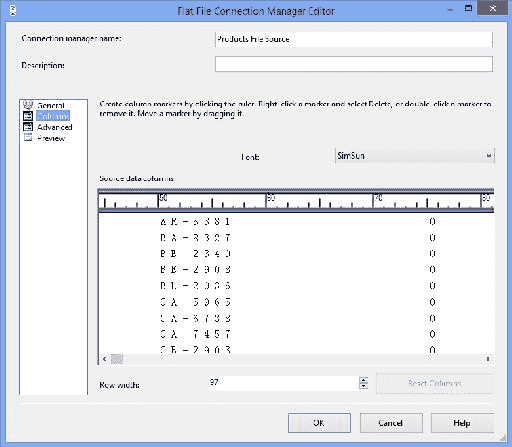 Flat File Connection Manager Editor
Connection manager name: Products File Source
Description:
General
Columns
Advanced
Preview
Create column markers by clicking the ruler. Right-click a marker and select Delete, or double-click a marker to
remove it. Move a marker by dragging it.
Font: SimSun
Source data columns:
50 60 70 80
AR-5381 0
BA-8327 0
BE-2349 0
BE-2908 0
BL-2036 0
CA-5965 0
CA-6738 0
CA-7457 0
CB-2903 0
Row width: 97 Reset Columns
OK Cancel Help